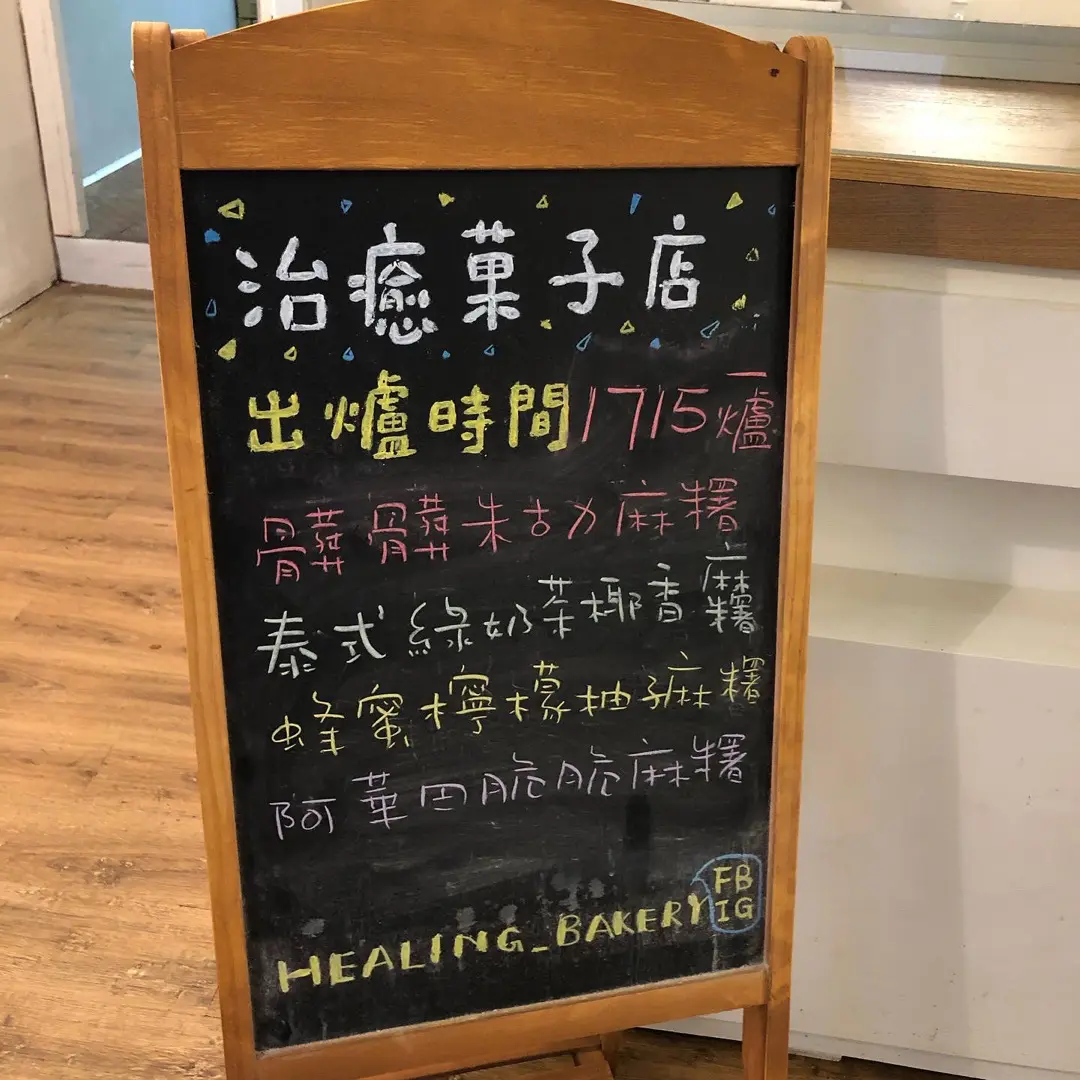 治癒菓子店
出爐時間1715一爐
髒髒朱古力麻糬
泰式綠奶茶椰香麻糬
蜂蜜檸檬柚子麻糬
阿華田脆脆麻糬
HEALING_BAKERY
FB
IG